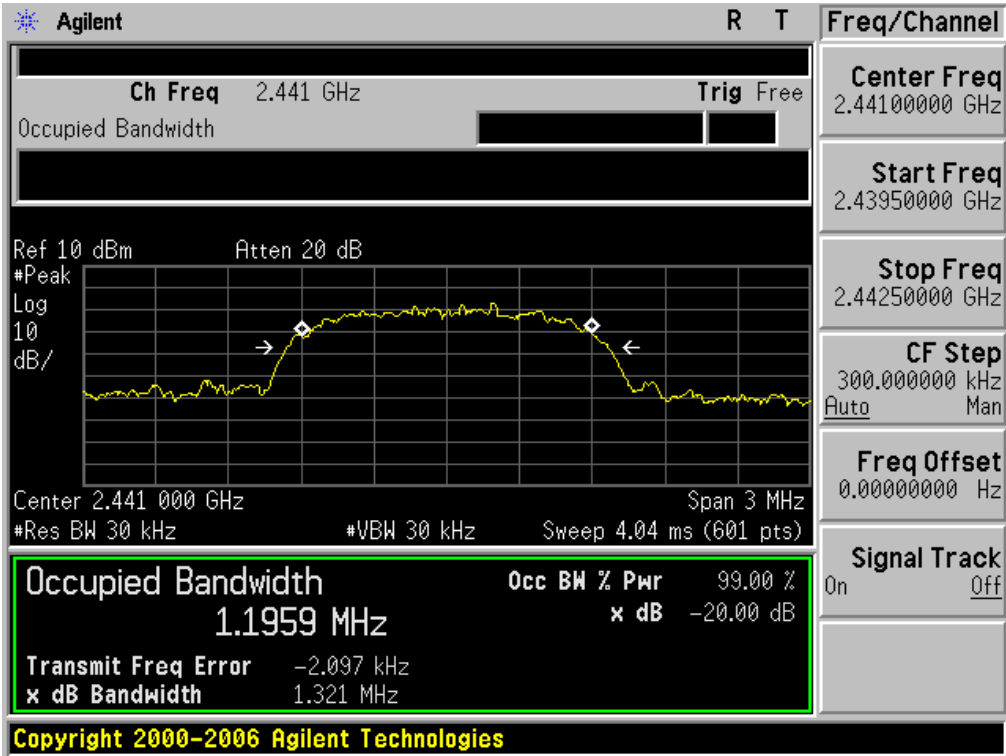 Agilent R T Freq/Channel
Ch Freq 2.441 GHz Trig Free
Occupied Bandwidth
Center Freq
2.44100000 GHz
Start Freq
2.43950000 GHz
Stop Freq
2.44250000 GHz
CF Step
300.000000 kHz
Auto Man
Freq Offset
0.00000000 Hz
Signal Track
On Off
Ref 10 dBm Atten 20 dB
#Peak
Log
10
dB/
Center 2.441 000 GHz Span 3 MHz
#Res BW 30 kHz #VBW 30 kHz Sweep 4.04 ms (601 pts)
Occupied Bandwidth Occ BW % Pwr 99.00 %
1.1959 MHz x dB -20.00 dB
Transmit Freq Error -2.097 kHz
x dB Bandwidth 1.321 MHz
Copyright 2000-2006 Agilent Technologies